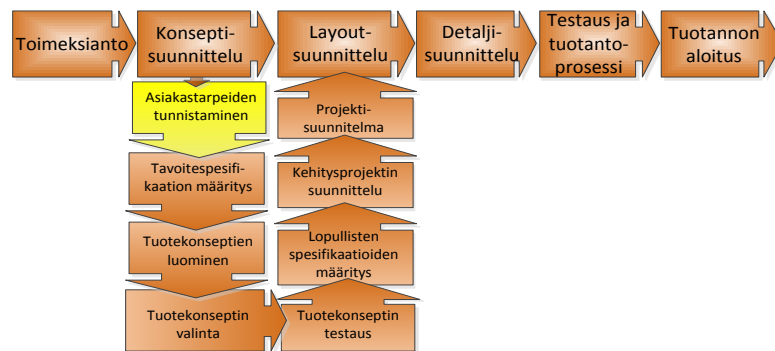 Toimeksianto
Konsepti-
suunnittelu
Layout-
suunnittelu
Detalji-
suunnittelu
Testaus ja
tuotanto-
prosessi
Tuotannon
aloitus
Asiakastarpeiden
tunnistaminen
Tavoitespesifi-
kaation määritys
Tuotekonseptien
luominen
Tuotekonseptin
valinta
Tuotekonseptin
testaus
Lopullisten
spesifikaatioiden
määritys
Kehitysprojektin
suunnittelu
Projekti-
suunnitelma